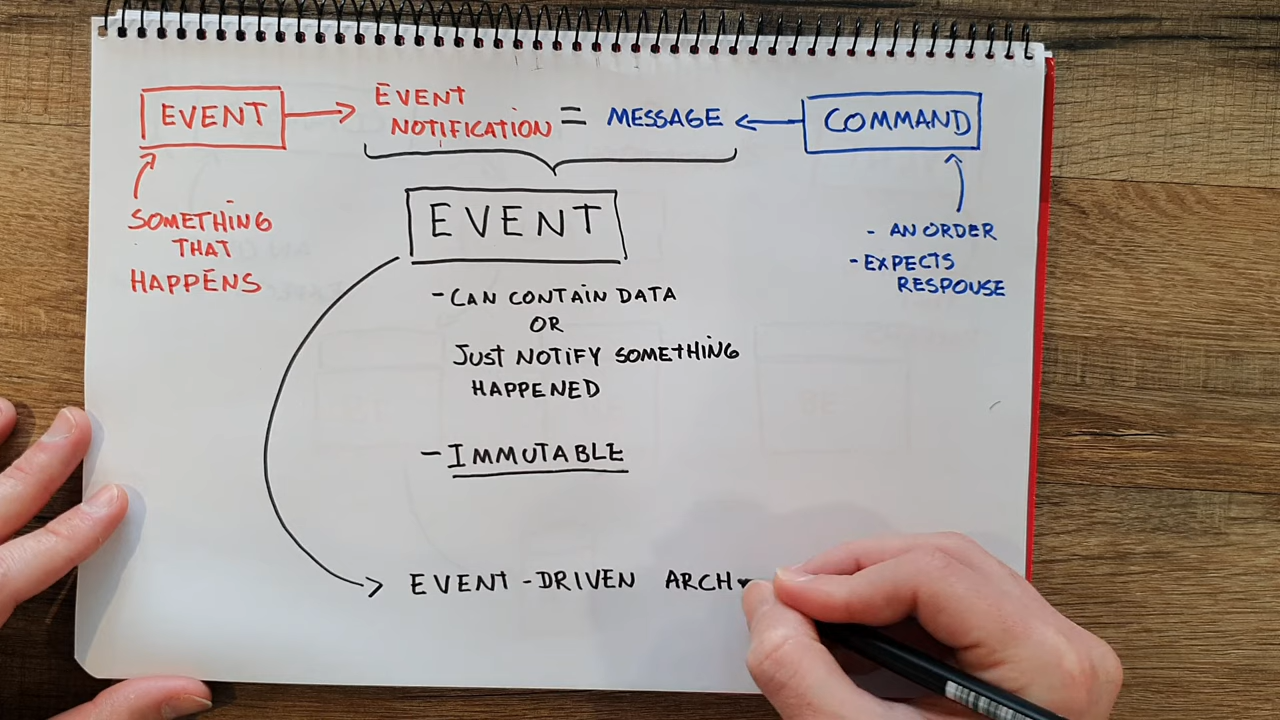 EVENT
EVENT
NOTIFICATION = MESSAGE
COMMAND
SOMETHING
THAT
HAPPENS
EVENT
- AN ORDER
- EXPECTS
RESPOUSE
- CAN CONTAIN DATA
OR
JUST NOTIFY SOMETHING
HAPPENED
- IMMUTABLE
EVENT-DRIVEN ARCH